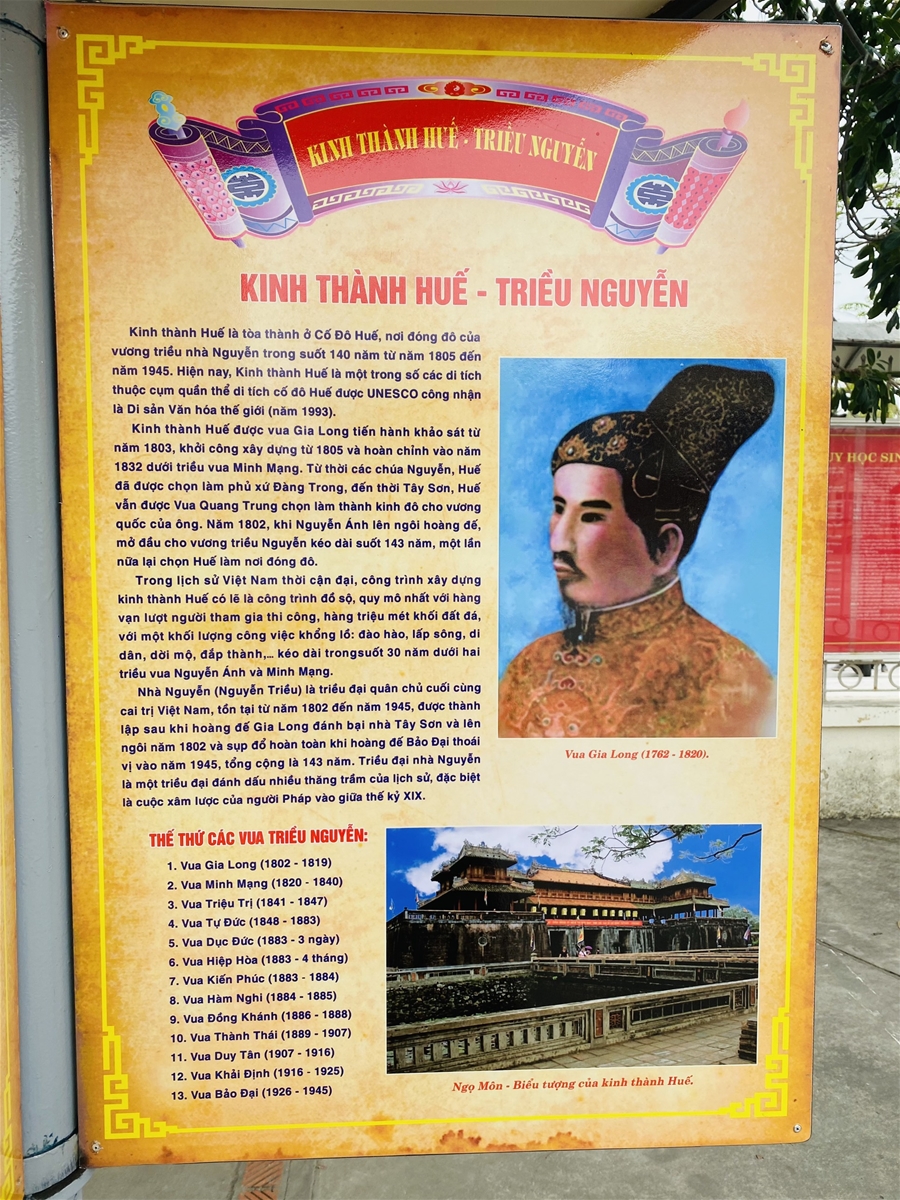 KINH THÀNH HUẾ - TRIỀU NGUYỄN
KINH THÀNH HUẾ - TRIỀU NGUYỄN
Kinh thành Huế là tòa thành ở Cố Đô Huế, nơi đóng đô của
vương triều nhà Nguyễn trong suốt 140 năm từ năm 1805 đến
năm 1945. Hiện nay, Kinh thành Huế là một trong số các di tích
thuộc cụm quần thể di tích cố đô Huế được UNESCO công nhận
là Di sản Văn hóa thế giới (năm 1993).
Kinh thành Huế được vua Gia Long tiến hành khảo sát từ
năm 1803, khởi công xây dựng từ 1805 và hoàn chỉnh vào năm
1832 dưới triều vua Minh Mạng. Từ thời các chúa Nguyễn, Huế
đã được chọn làm phủ xứ Đàng Trong, đến thời Tây Sơn, Huế
vẫn được Vua Quang Trung chọn làm thành kinh đô cho vương
quốc của ông. Năm 1802, khi Nguyễn Ánh lên ngôi hoàng đế,
mở đầu cho vương triều Nguyễn kéo dài suốt 143 năm, một lần
nữa lại chọn Huế làm nơi đóng đô.
Trong lịch sử Việt Nam thời cận đại, công trình xây dựng
kinh thành Huế có lẽ là công trình đồ sộ, quy mô nhất với hàng
vạn lượt người tham gia thi công, hàng triệu mét khối đất đá,
với một khối lượng công việc khổng lồ: đào hào, lấp sông, di
dân, dời mộ, đắp thành,... kéo dài trongsuốt 30 năm dưới hai
triều vua Nguyễn Ánh và Minh Mạng.
Nhà Nguyễn (Nguyễn Triều) là triều đại quân chủ cuối cùng
cai trị Việt Nam, tồn tại từ năm 1802 đến năm 1945, được thành
lập sau khi hoàng đế Gia Long đánh bại nhà Tây Sơn và lên
ngôi năm 1802 và sụp đổ hoàn toàn khi hoàng đế Bảo Đại thoái
vị vào năm 1945, tổng cộng là 143 năm. Triều đại nhà Nguyễn
là một triều đại đánh dấu nhiều thăng trầm của lịch sử, đặc biệt
là cuộc xâm lược của người Pháp vào giữa thế kỷ XIX.
Vua Gia Long (1762 - 1820).
THẾ THỨ CÁC VUA TRIỀU NGUYỄN:
1. Vua Gia Long (1802 - 1819)
2. Vua Minh Mạng (1820 - 1840)
3. Vua Triệu Trị (1841 - 1847)
4. Vua Tự Đức (1848 - 1883)
5. Vua Dục Đức (1883 - 3 ngày)
6. Vua Hiệp Hòa (1883 - 4 tháng)
7. Vua Kiến Phúc (1883 - 1884)
8. Vua Hàm Nghi (1884 - 1885)
9. Vua Đồng Khánh (1886 - 1888)
10. Vua Thành Thái (1889 - 1907)
11. Vua Duy Tân (1907 - 1916)
12. Vua Khải Định (1916 - 1925)
13. Vua Bảo Đại (1926 - 1945)
Ngọ Môn - Biểu tượng của kinh thành Huế.
HỌC